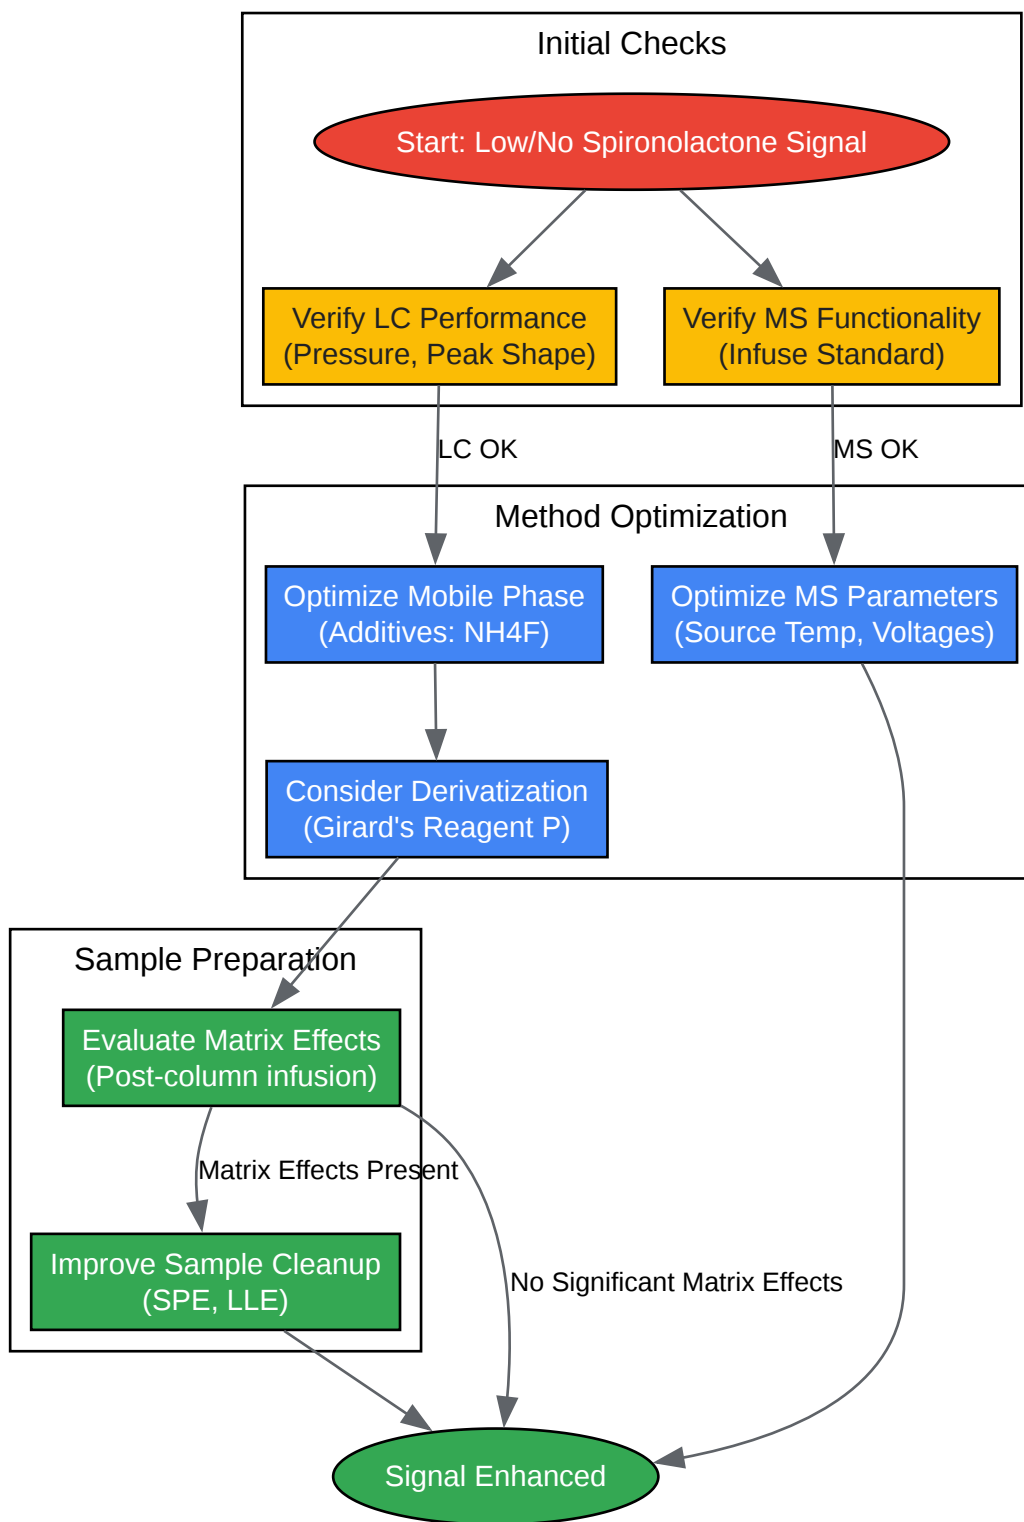 Initial Checks
Start: Low/No Spironolactone Signal
Verify LC Performance
(Pressure, Peak Shape)
Verify MS Functionality
(Infuse Standard)
LC OK
MS OK
Method Optimization
Optimize Mobile Phase
(Additives: NH4F)
Optimize MS Parameters
(Source Temp, Voltages)
Consider Derivatization
(Girard's Reagent P)
Sample Preparation
Evaluate Matrix Effects
(Post-column infusion)
Matrix Effects Present
Improve Sample Cleanup
(SPE, LLE)
No Significant Matrix Effects
Signal Enhanced